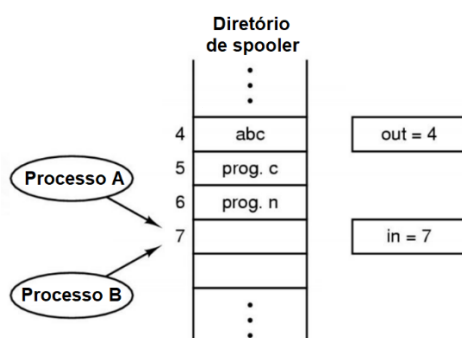 Diretório
de spooler
4 abc out = 4
5 prog. c
Processo A
6 prog. n
7 in = 7
Processo B